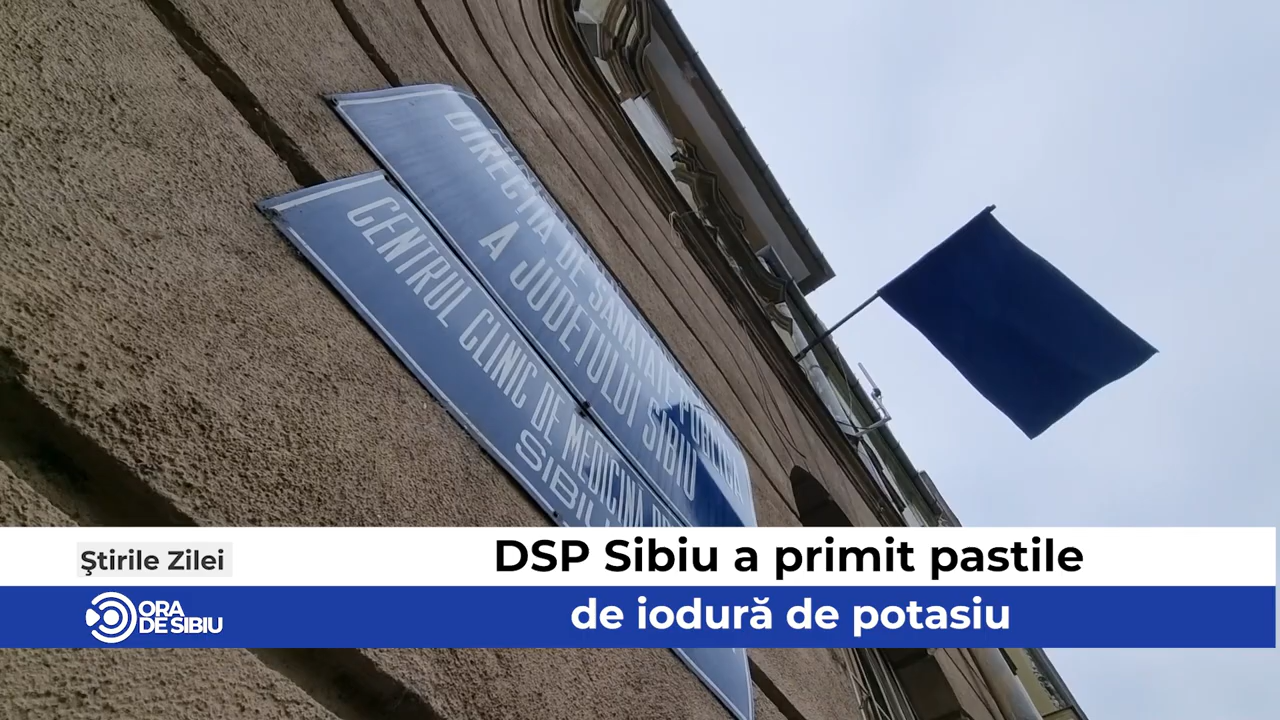 DIRECȚIA DE SĂNĂTATE PUBLICĂ
A JUDEȚULUI SIBIU
CENTRUL CLINIC DE MEDICINA
SIBIU
Ştirile Zilei
DSP Sibiu a primit pastile
ORA
DE SIBIU
de iodură de potasiu